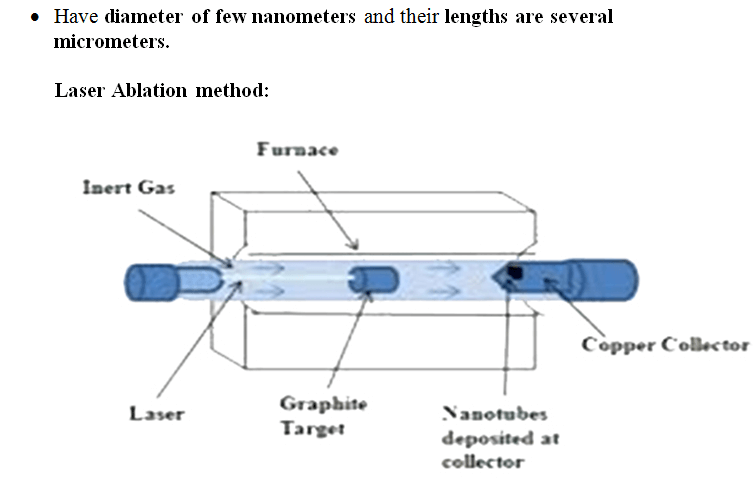 • Have diameter of few nanometers and their lengths are several
micrometers.
Laser Ablation method:
Furnace
Inert Gas
Copper Collector
Laser
Graphite
Target
Nanotubes
deposited at
collector